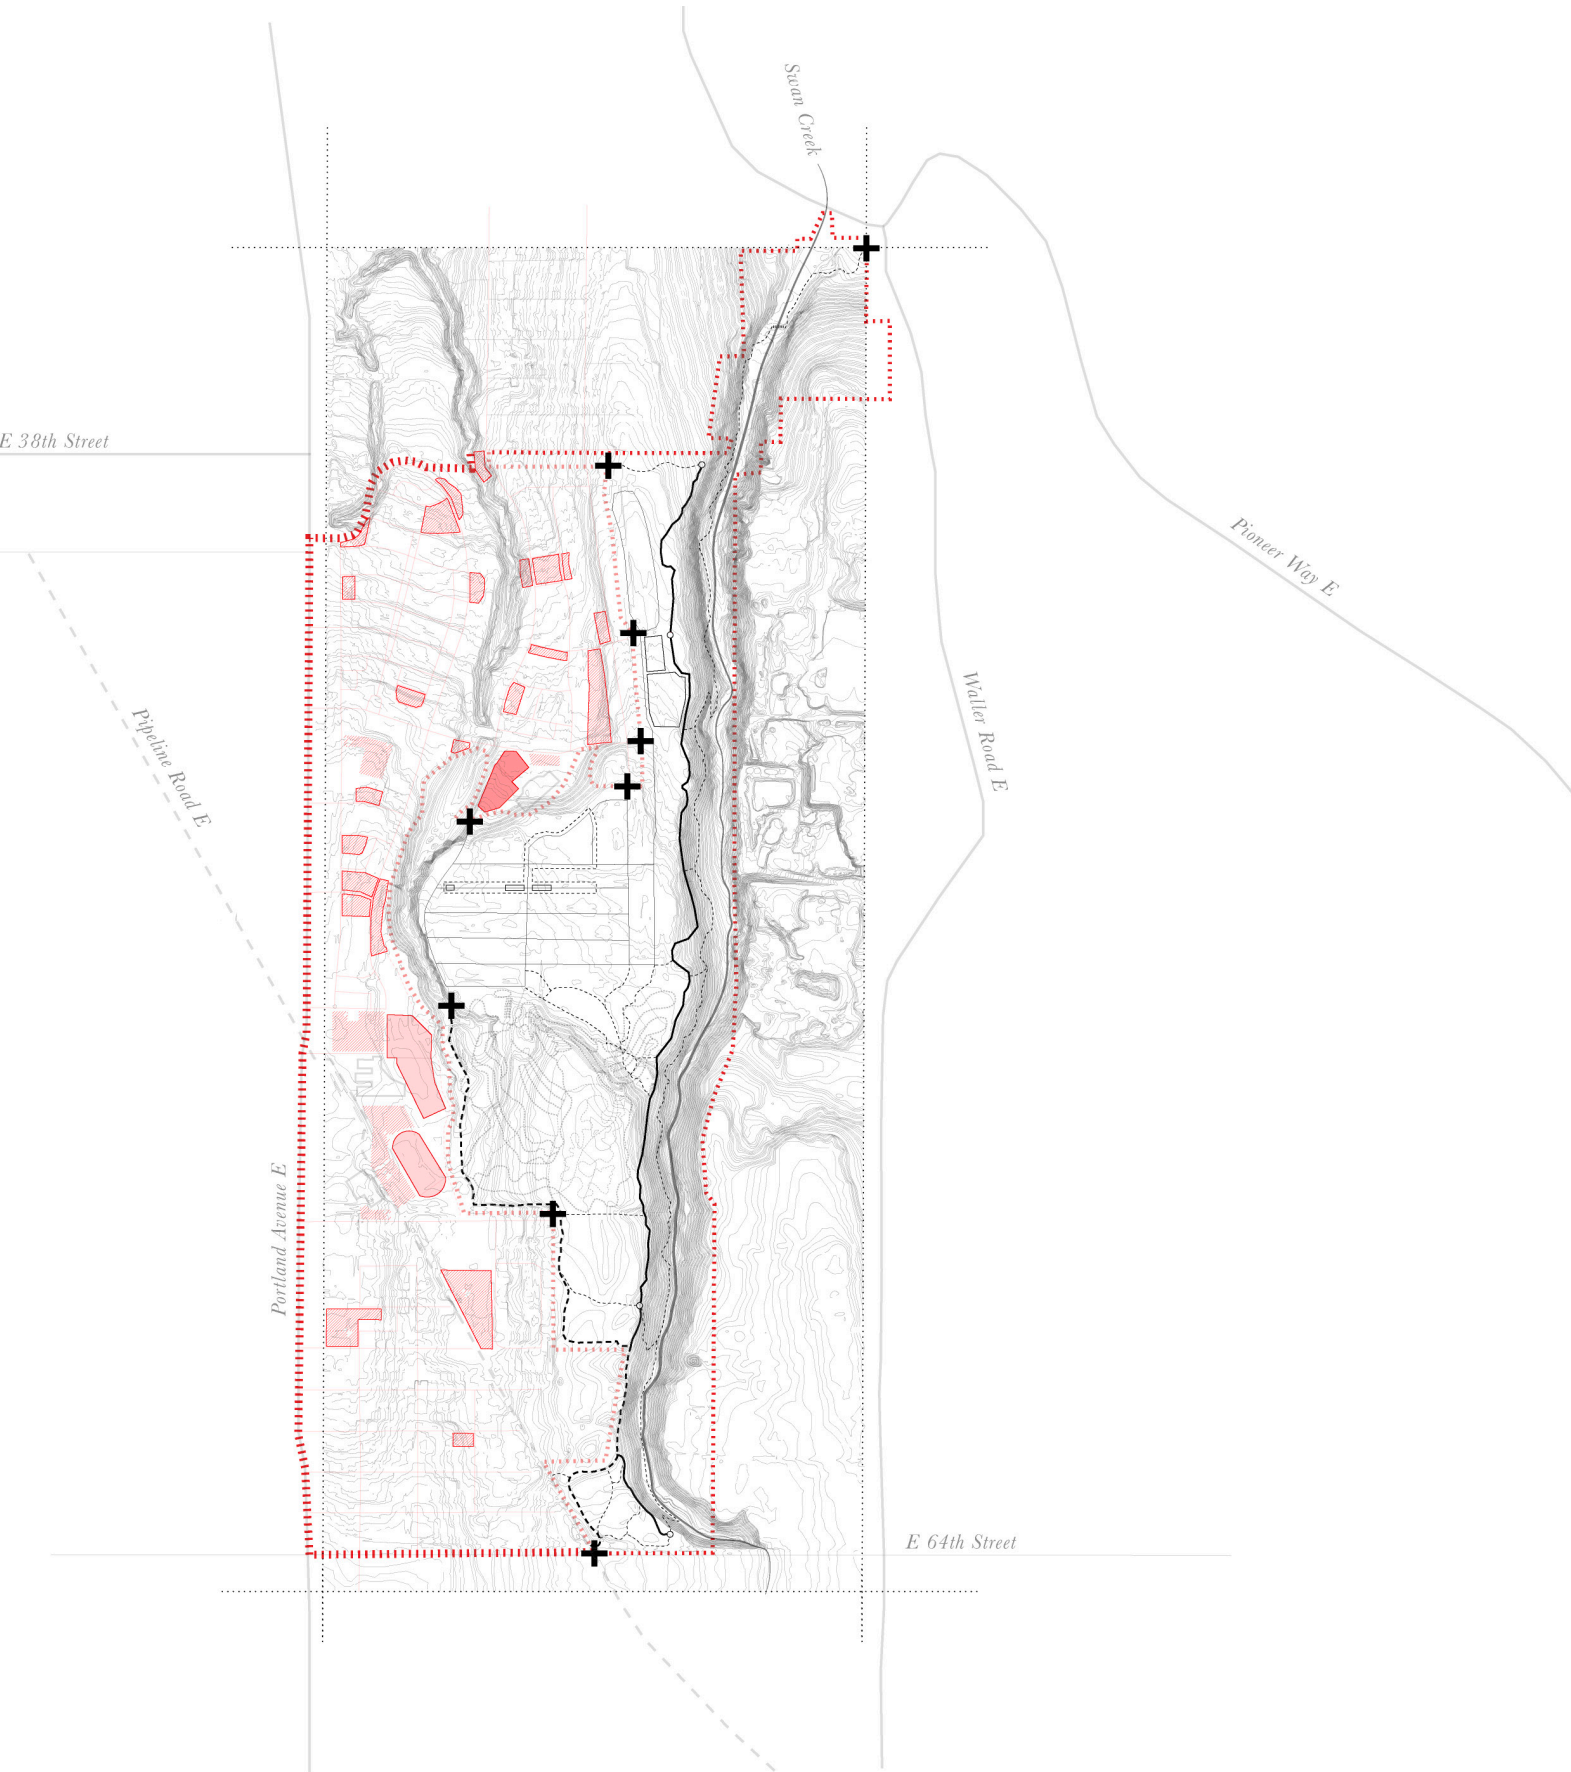 Swan Creek
E 38th Street
Pioneer Way E
Waller Road E
Pipeline Road E
Portland Avenue E
E 64th Street